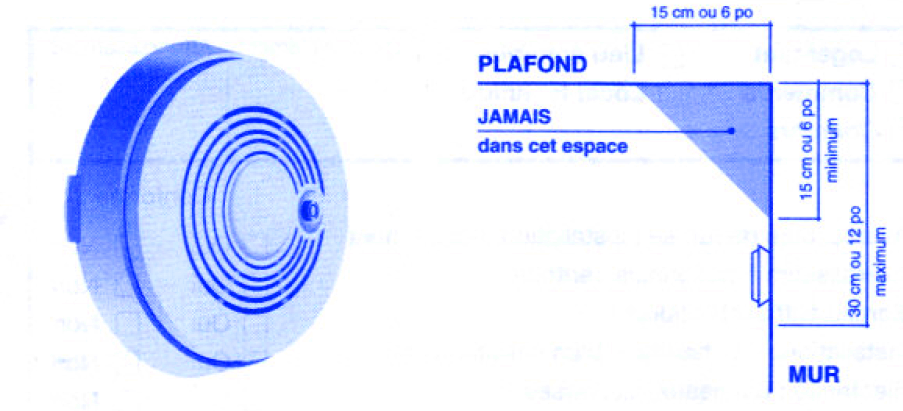 15 cm ou 6 po
PLAFOND
JAMAIS
dans cet espace
15 cm ou 6 po
minimum
30 cm ou 12 po
maximum
MUR